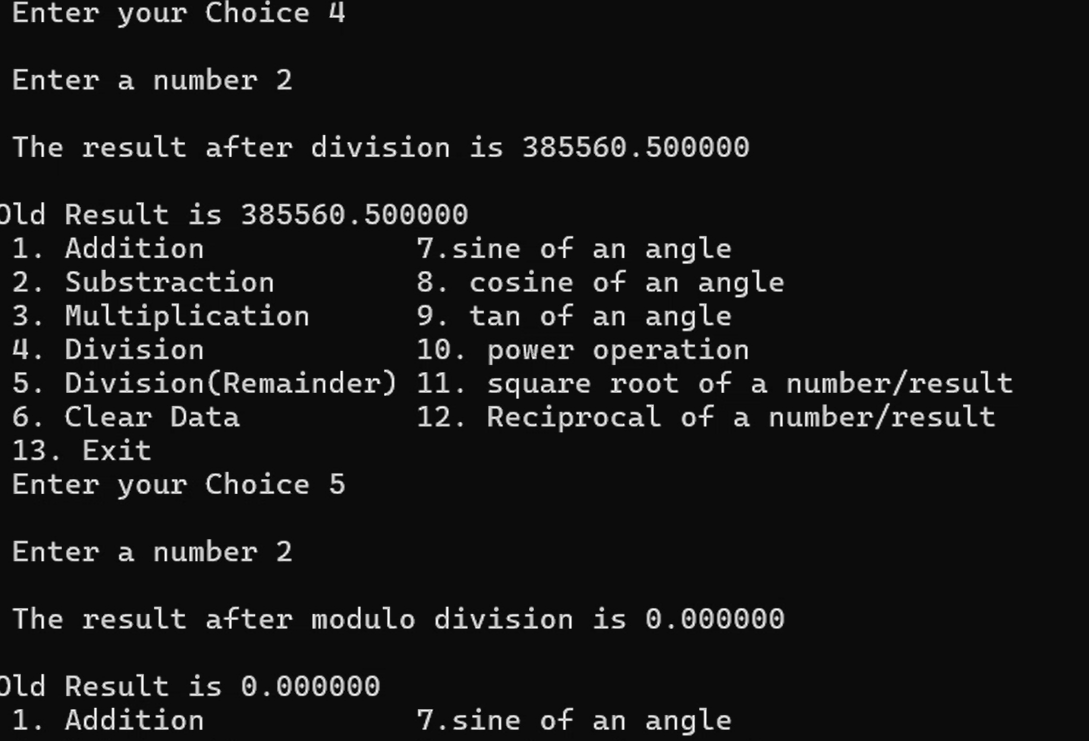 Enter your Choice 4
Enter a number 2
The result after division is 385560.500000
Old Result is 385560.500000
1. Addition 7.sine of an angle
2. Substraction 8. cosine of an angle
3. Multiplication 9. tan of an angle
4. Division 10. power operation
5. Division(Remainder) 11. square root of a number/result
6. Clear Data 12. Reciprocal of a number/result
13. Exit
Enter your Choice 5
Enter a number 2
The result after modulo division is 0.000000
Old Result is 0.000000
1. Addition 7.sine of an angle